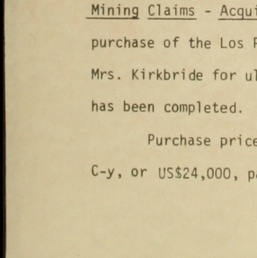 Mining Claims - Acqui
purchase of the Los
Mrs. Kirkbride for
has been completed.
Purchase price
C-y, or US$24,000,